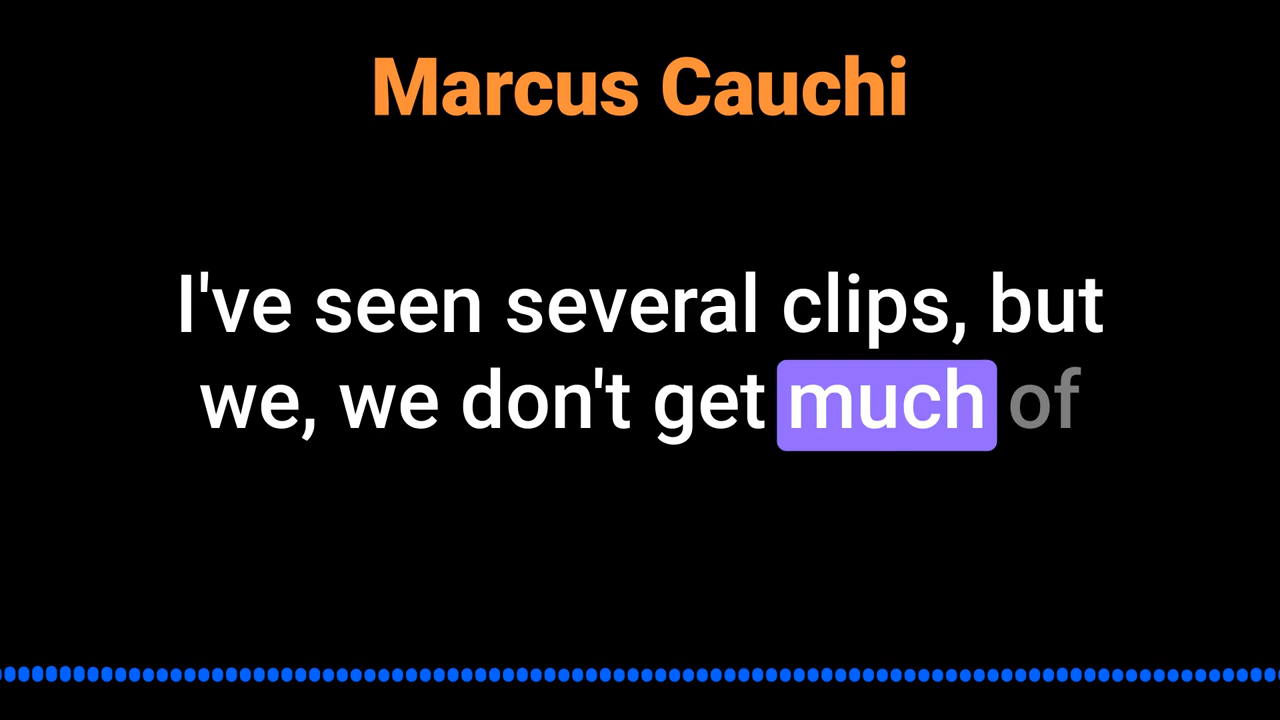 Marcus Cauchi
I've seen several clips, but
we, we don't get much of